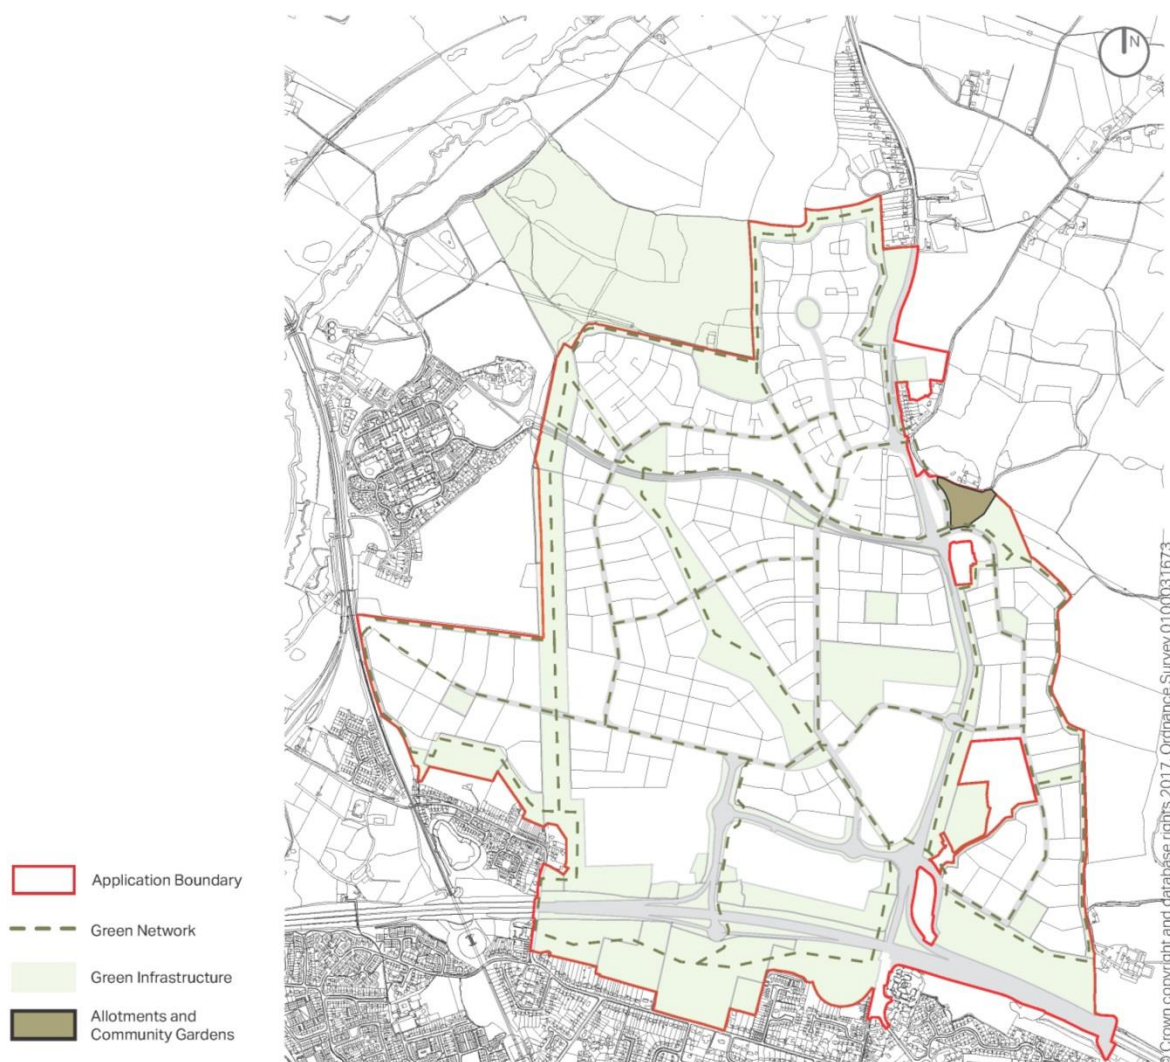 N
Application Boundary
Green Network
Green Infrastructure
Allotments and
Community Gardens
Crown copyright and database rights 2017, Ordnance Survey 0100031673